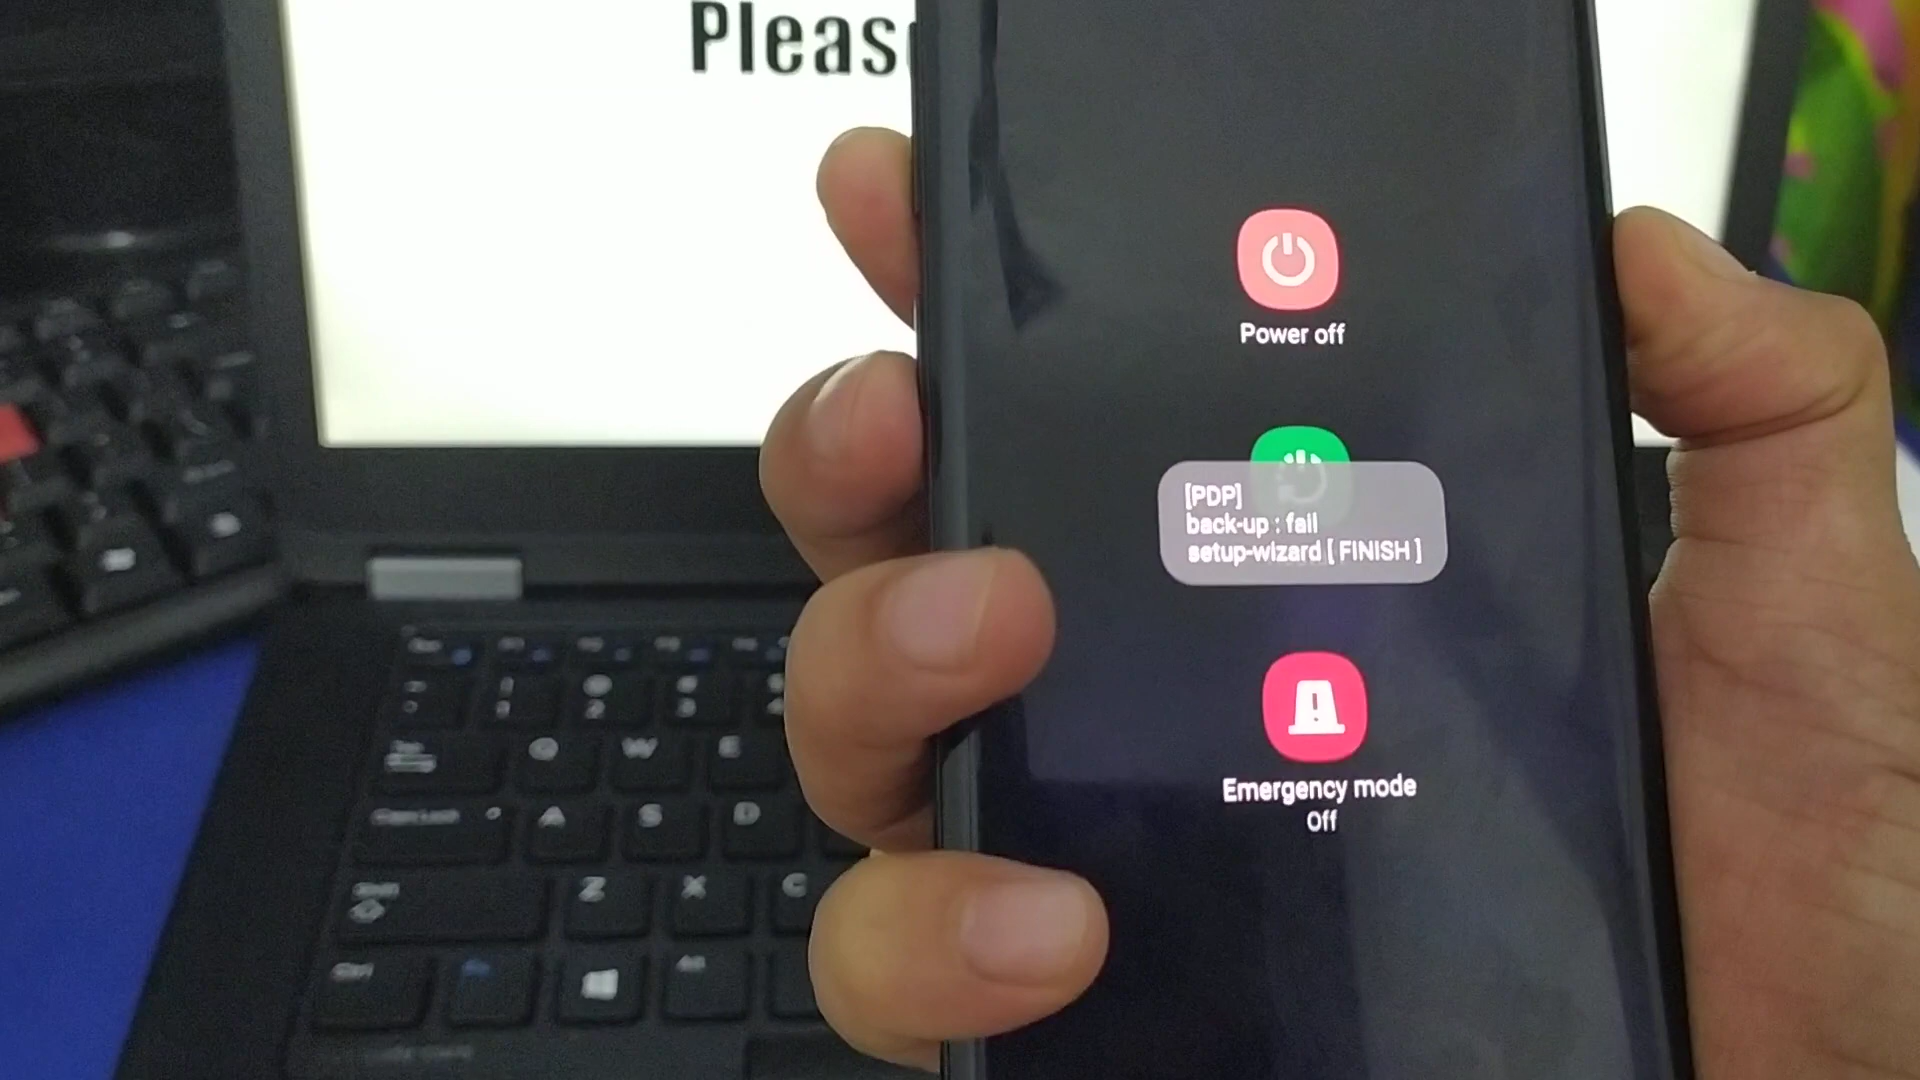 Pleas
Power off
[PDP]
back-up : fail
setup-wizard [ FINISH ]
Emergency mode
Off
Q W E
A S D
Z X C